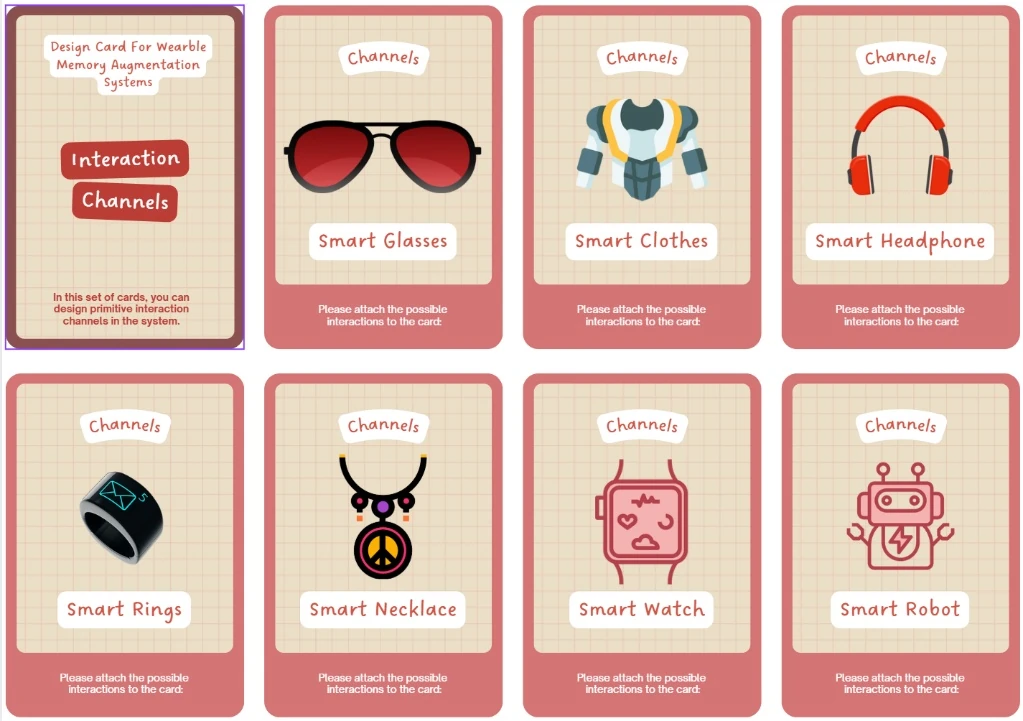 Design Card For Wearble
Memory Augmentation
Systems
Interaction
Channels
In this set of cards, you can
design primitive interaction
channels in the system.
Channels
Smart Glasses
Please attach the possible
interactions to the card:
Channels
Smart Clothes
Please attach the possible
interactions to the card:
Channels
Smart Headphone
Please attach the possible
interactions to the card:
Channels
5
Smart Rings
Please attach the possible
interactions to the card:
Channels
Smart Necklace
Please attach the possible
interactions to the card:
Channels
Smart Watch
Please attach the possible
interactions to the card:
Channels
Smart Robot
Please attach the possible
interactions to the card: